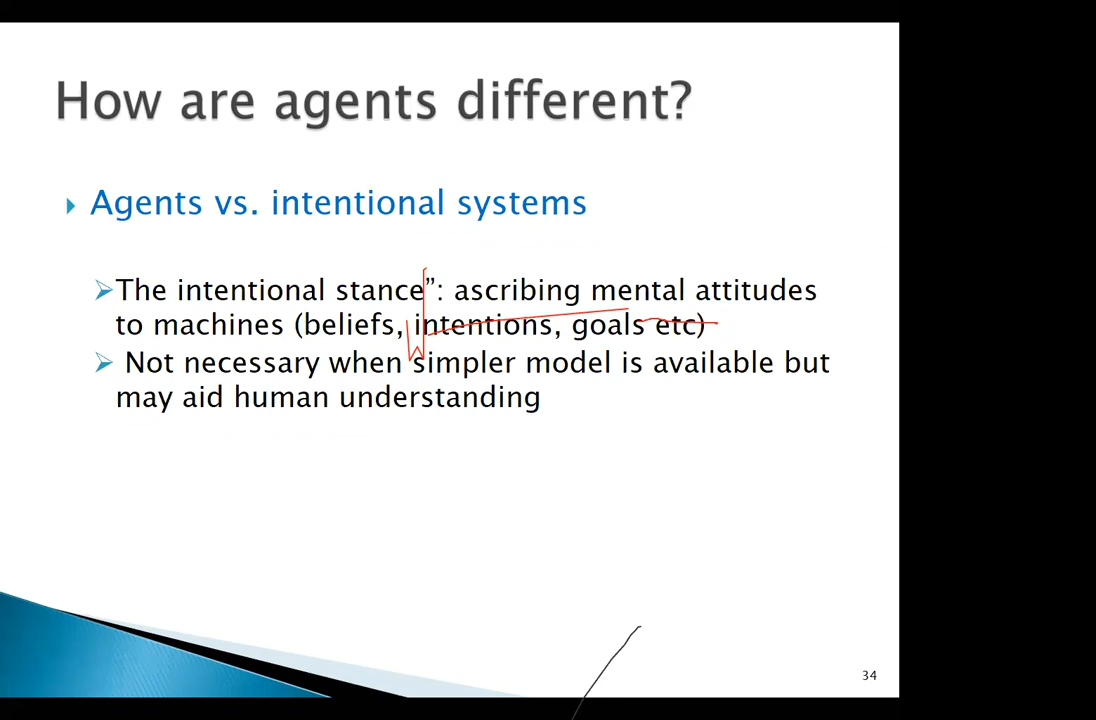 How are agents different?
Agents vs. intentional systems
The intentional stance”: ascribing mental attitudes
to machines (beliefs, intentions, goals etc)
Not necessary when simpler model is available but
may aid human understanding
34